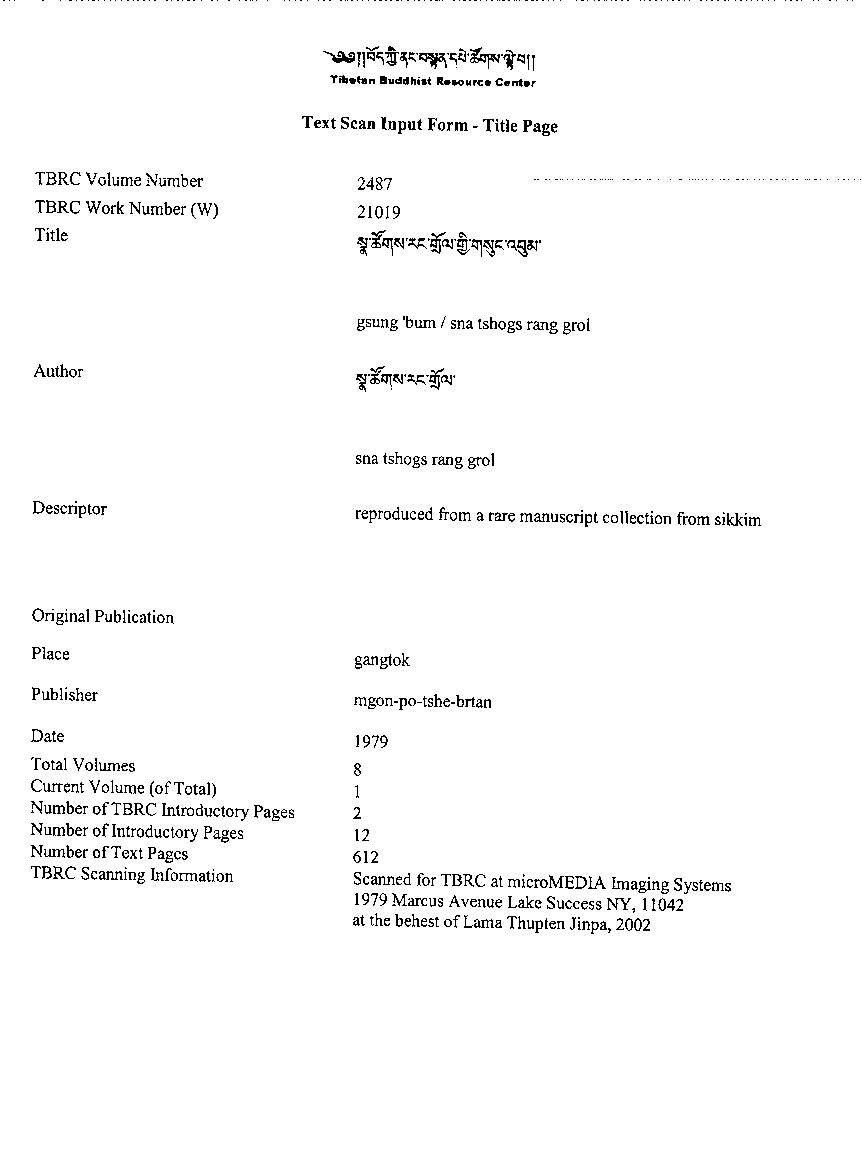 ༄༅།།བོད་ཀྱི་ནང་བསྟན་དཔེ་ཚོགས་ལྟེ་བ།།
Tibetan Buddhist Resource Center
Text Scan Input Form - Title Page
TBRC Volume Number 2487
TBRC Work Number (W) 21019
Title སྣ་ཚོགས་རང་གྲོལ་གྱི་གསུང་འབུམ་
gsung 'bum / sna tshogs rang grol
Author སྣ་ཚོགས་རང་གྲོལ་
sna tshogs rang grol
Descriptor reproduced from a rare manuscript collection from sikkim
Original Publication
Place gangtok
Publisher mgon-po-tshe-brtan
Date 1979
Total Volumes 8
Current Volume (of Total) 1
Number of TBRC Introductory Pages 2
Number of Introductory Pages 12
Number of Text Pages 612
TBRC Scanning Information Scanned for TBRC at microMEDIA Imaging Systems
1979 Marcus Avenue Lake Success NY, 11042
at the behest of Lama Thupten Jinpa, 2002